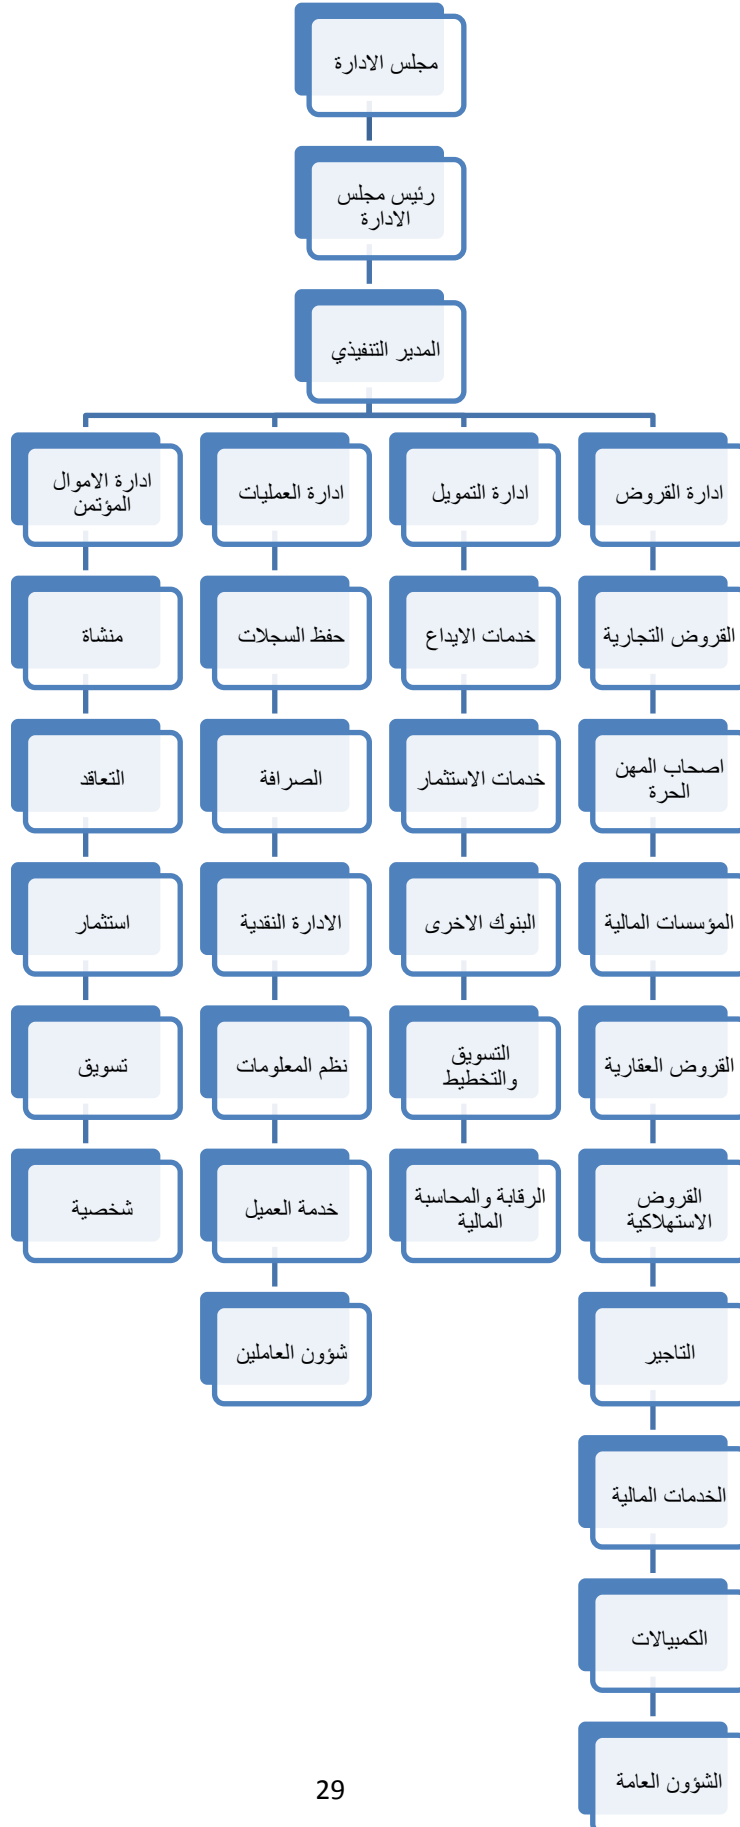 مجلس الادارة
رئيس مجلس
الادارة
المدير التنفيذي
ادارة القروض
ادارة التمويل
ادارة العمليات
ادارة الاموال
المؤتمن
القروض التجارية
خدمات الايداع
حفظ السجلات
منشاة
اصحاب المهن
الحرة
خدمات الاستثمار
الصرافة
التعاقد
المؤسسات المالية
البنوك الاخرى
الادارة النقدية
استثمار
القروض العقارية
التسويق
والتخطيط
نظم المعلومات
تسويق
القروض
الاستهلاكية
الرقابة والمحاسبة
المالية
خدمة العميل
شخصية
التاجير
شؤون العاملين
الخدمات المالية
الكمبيالات
الشؤون العامة
29